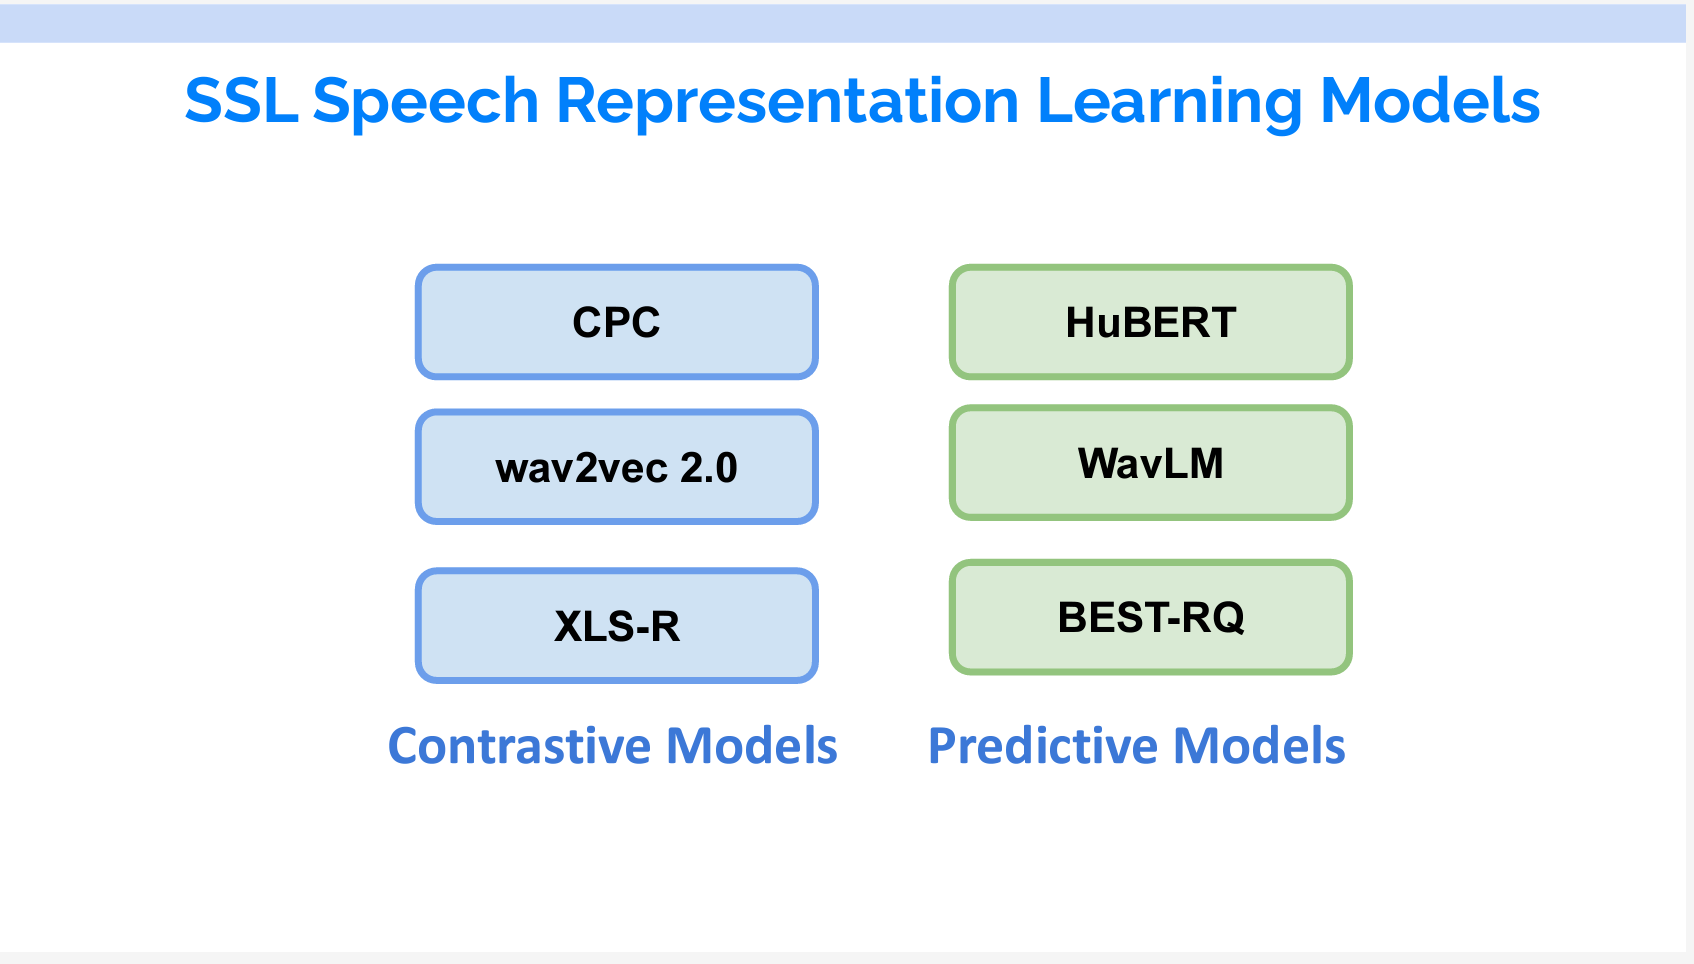 SSL Speech Representation Learning Models
CPC
wav2vec 2.0
XLS-R
Contrastive Models
HuBERT
WavLM
BEST-RQ
Predictive Models